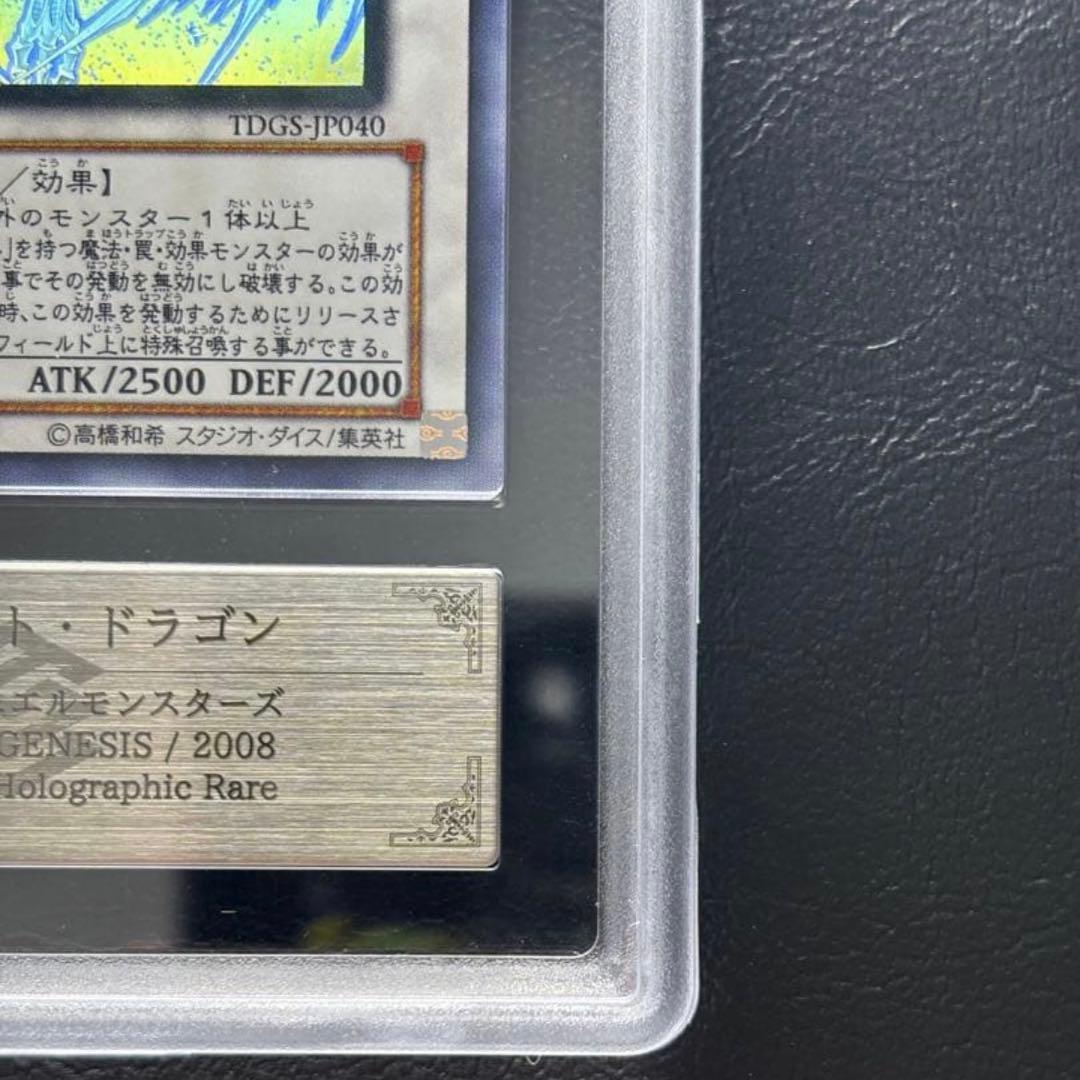 TDGS-JP040
／効果】
外のモンスター１体以上
」を持つ魔法・罠・効果モンスターの効果が
事でその発動を無効にし破壊する。この効
時、この効果を発動するためにリリースさ
フィールド上に特殊召喚する事ができる。
ATK/2500 DEF/2000
©高橋和希 スタジオ・ダイス/集英社
ト・ドラゴン
エルモンスターズ
GENESIS / 2008
Holographic Rare